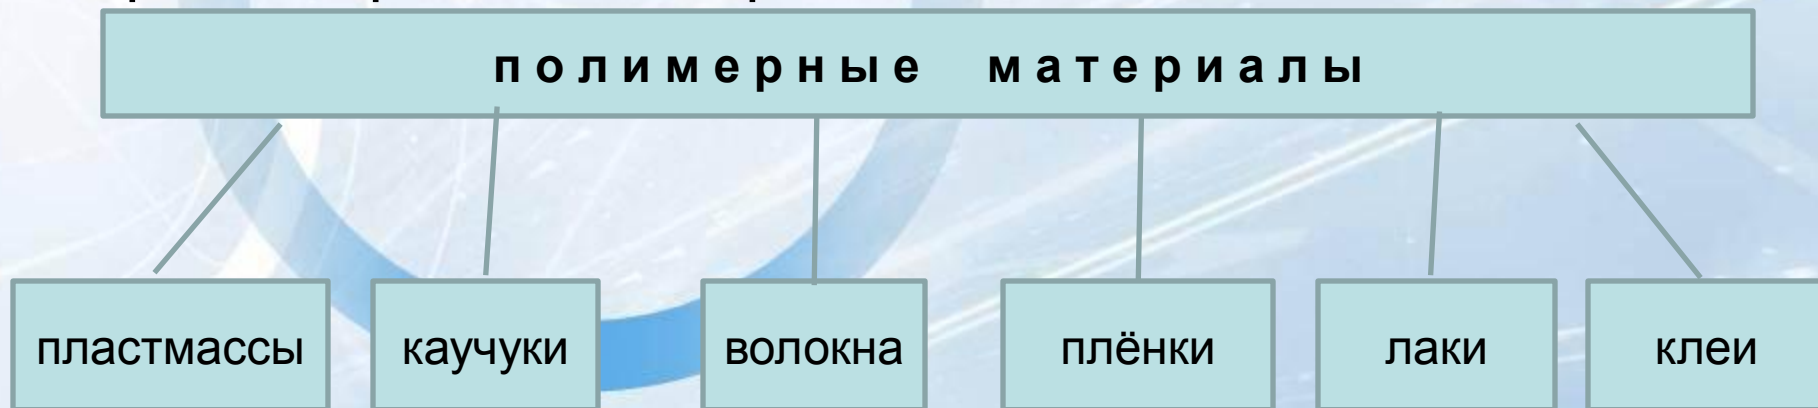 полимерные материалы
пластмассы каучуки волокна плёнки лаки клеи